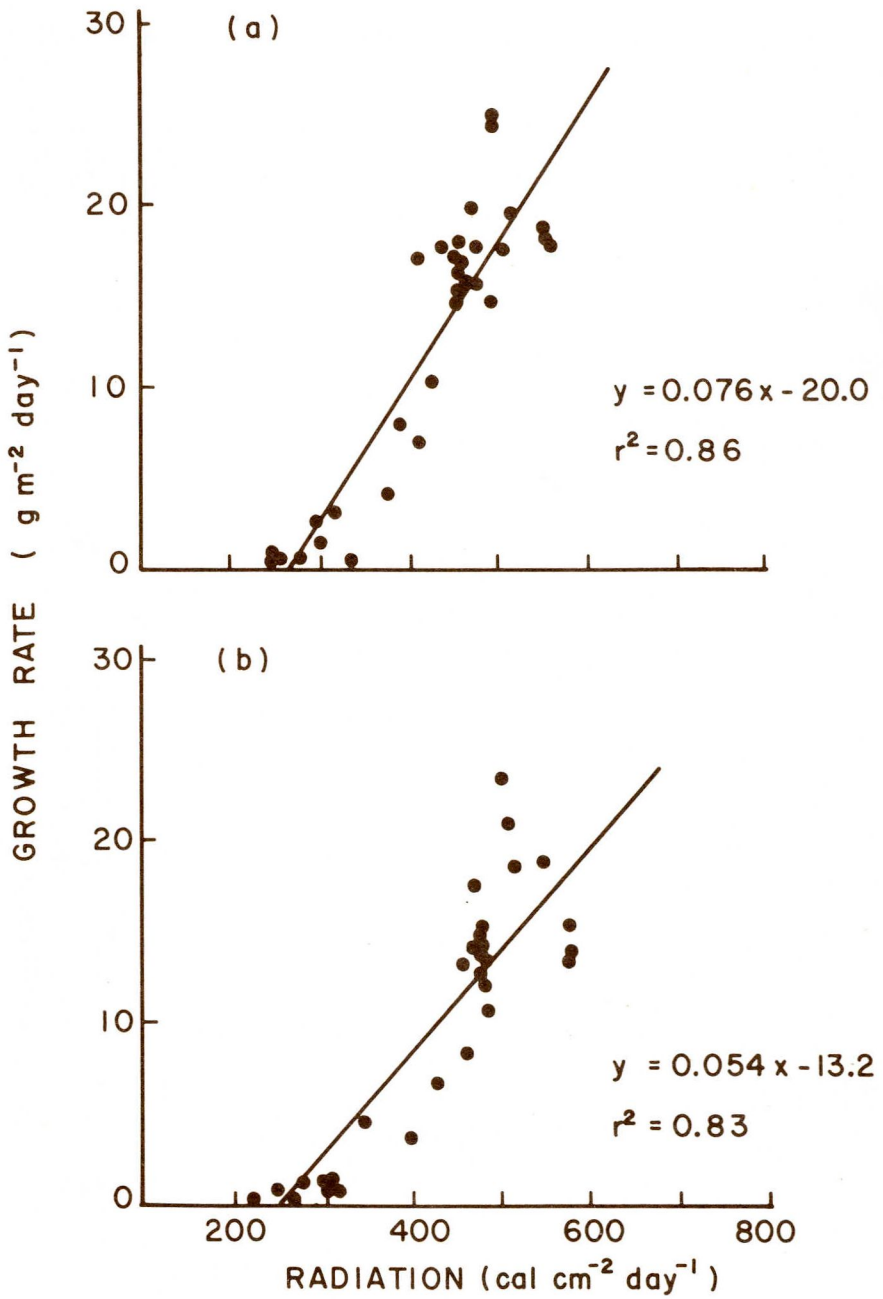 (a)
30
20
10
0
y = 0.076 x - 20.0
r² = 0.86
GROWTH RATE ( g m⁻² day⁻¹)
(b)
30
20
10
0
y = 0.054 x - 13.2
r² = 0.83
200 400 600 800
RADIATION (cal cm⁻² day⁻¹)